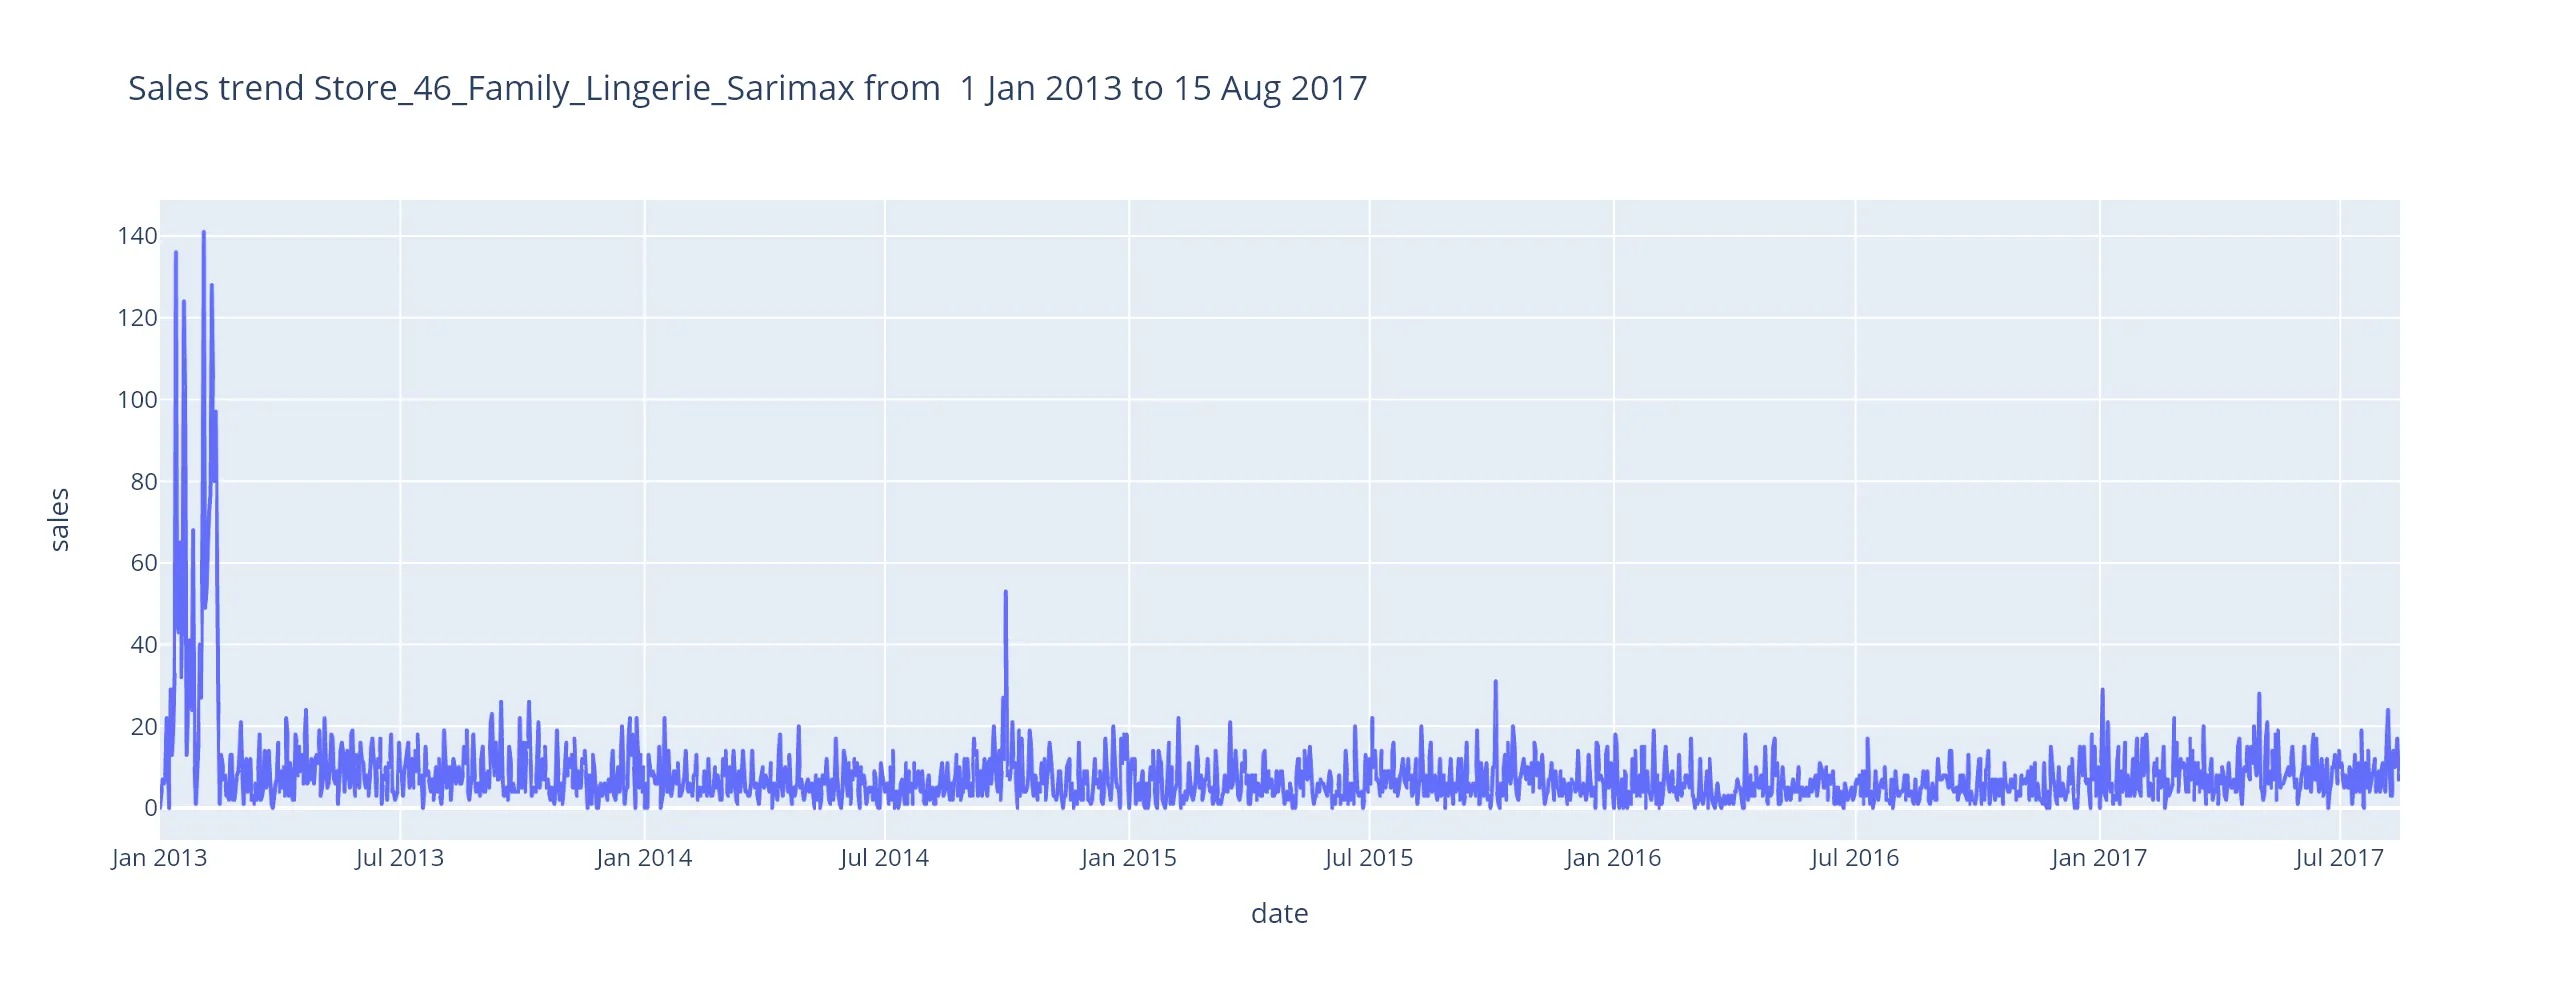 Sales trend Store_46_Family_Lingerie_Sarimax from  1 Jan 2013 to 15 Aug 2017
140
120
100
80
60
40
20
0
sales
Jan 2013 Jul 2013 Jan 2014 Jul 2014 Jan 2015 Jul 2015 Jan 2016 Jul 2016 Jan 2017 Jul 2017
date